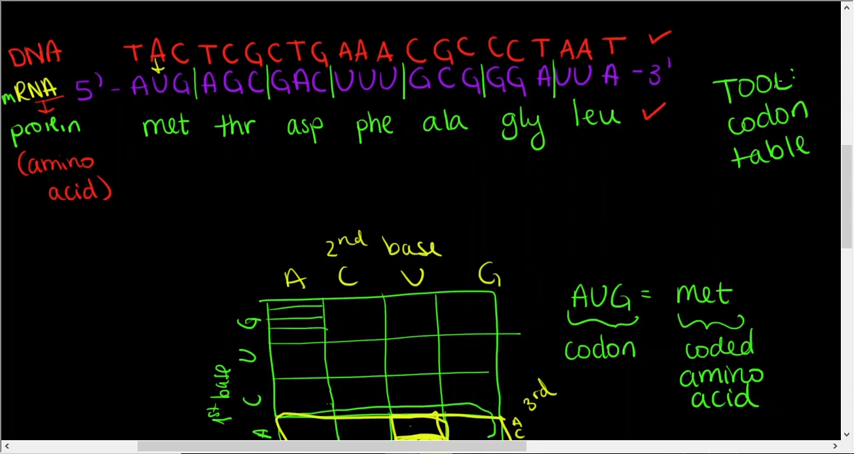 DNA TAC TCG CTG AAA CGC CCT AAT
mRNA 5'-AUG|AGC|GAC|UUU|GCG|GGA|UUA-3'
protein met thr asp phe ala gly leu
(amino
acid)
TOOL:
codon
table
2nd base
A C U G
1st base
G
U
C
A
3rd
A
C
AUG = met
codon
coded
amino
acid